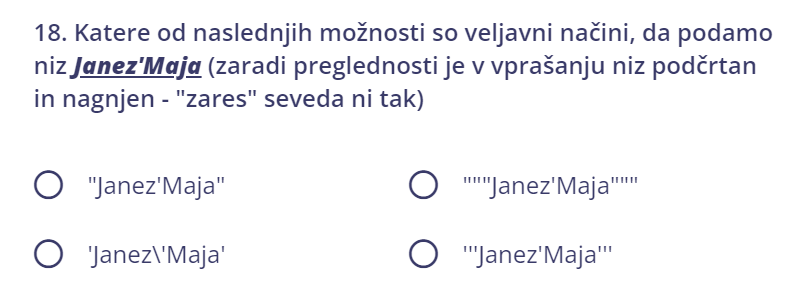 18. Katere od naslednjih možnosti so veljavni načini, da podamo
niz Janez'Maja (zaradi preglednosti je v vprašanju niz podčrtan
in nagnjen - "zares" seveda ni tak)
"Janez'Maja"
"""Janez'Maja"""
'Janez\'Maja'
'''Janez'Maja'''